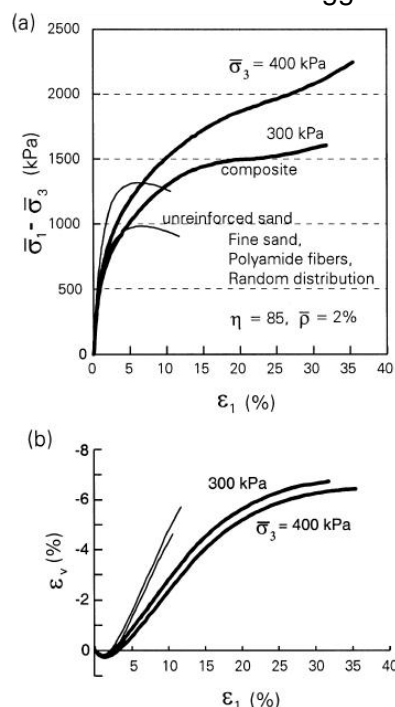 (a)
2500
2000
1500
1000
500
0
σ̅₁ - σ̅₃ (kPa)
σ̅₃ = 400 kPa
300 kPa
composite
unreinforced sand
Fine sand,
Polyamide fibers,
Random distribution
η = 85, ρ̅ = 2%
0 5 10 15 20 25 30 35 40
ε₁ (%)
(b)
-8
-6
-4
-2
0
εᵥ (%)
300 kPa
σ̅₃ = 400 kPa
5 10 15 20 25 30 35 40
ε₁ (%)